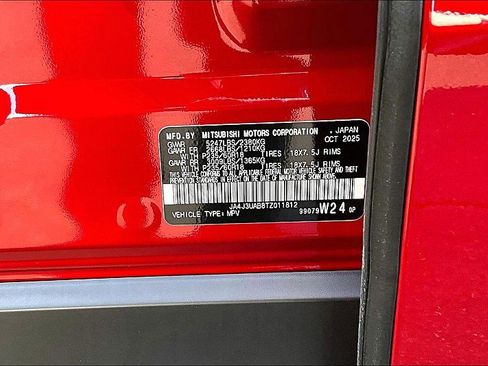 MFD.BY MITSUBISHI MOTORS CORPORATION , JAPAN
GVWR 5247LBS/2380KG OCT 2025
GAWR FR 2668LBS/1210KG
WITH P235/60R18 TIRES , 18X7.5J RIMS
GAWR RR 3009LBS/1365KG
WITH P235/60R18 TIRES , 18X7.5J RIMS
THIS VEHICLE CONFORMS TO ALL APPLICABLE
FEDERAL MOTOR VEHICLE SAFETY AND THEFT
PREVENTION STANDARDS IN EFFECT ON THE DATE
OF MANUFACTURE SHOWN ABOVE.
JA4J3UAB8TZ011812
VEHICLE TYPE: MPV 99079 W24 0P